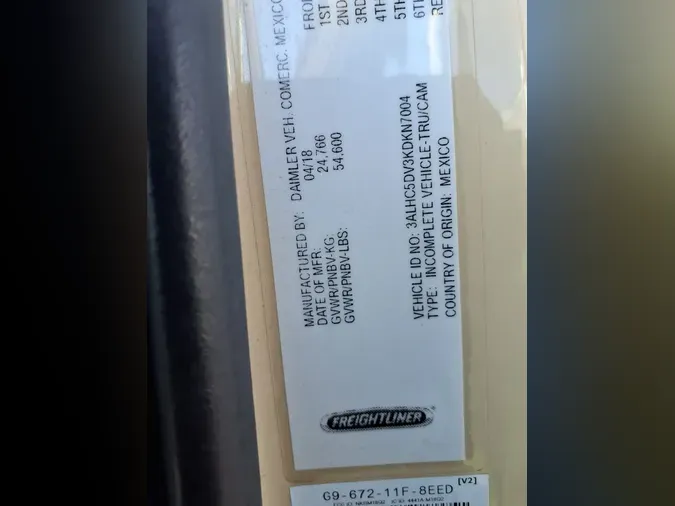 MANUFACTURED BY: DAIMLER VEH. COMERC. MEXICO
DATE OF MFR: 04/18
GVWR/PNBV-KG: 24,766
GVWR/PNBV-LBS: 54,600
FRO
1ST
2ND
3RD
4TH
5TH
6TH
RE
VEHICLE ID NO: 3ALHC5DV3KDKN7004
TYPE: INCOMPLETE VEHICLE-TRU/CAM
COUNTRY OF ORIGIN: MEXICO
FREIGHTLINER
G9-672-11F-8EED [V2]